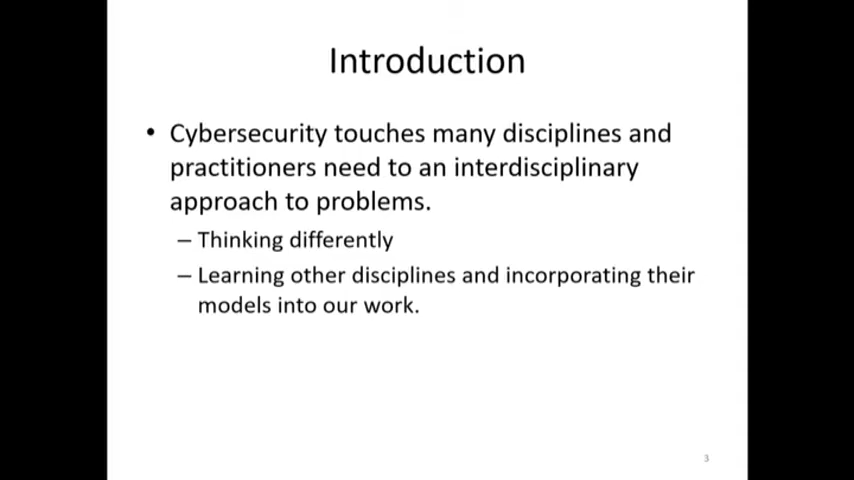 Introduction
• Cybersecurity touches many disciplines and
practitioners need to an interdisciplinary
approach to problems.
– Thinking differently
– Learning other disciplines and incorporating their
models into our work.
3